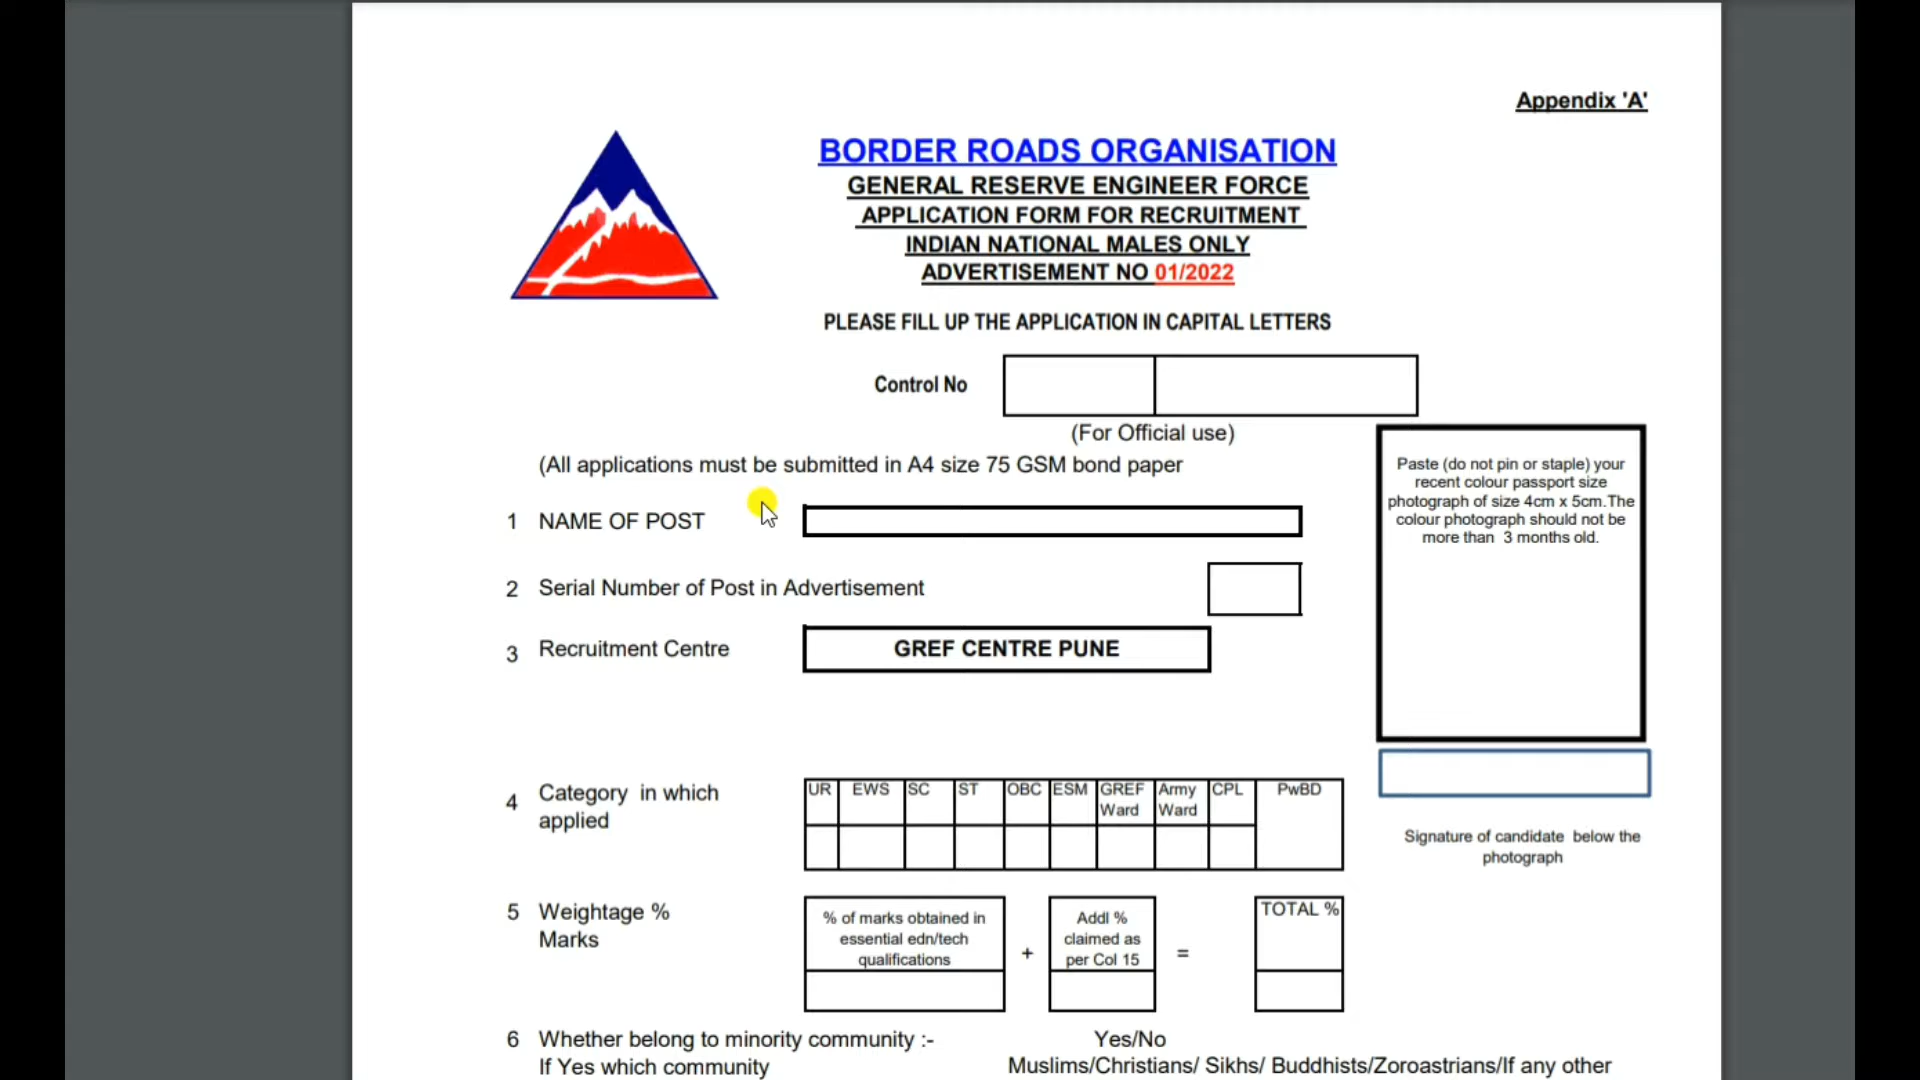 Appendix 'A'
BORDER ROADS ORGANISATION
GENERAL RESERVE ENGINEER FORCE
APPLICATION FORM FOR RECRUITMENT
INDIAN NATIONAL MALES ONLY
ADVERTISEMENT NO 01/2022
PLEASE FILL UP THE APPLICATION IN CAPITAL LETTERS
Control No
(For Official use)
(All applications must be submitted in A4 size 75 GSM bond paper
Paste (do not pin or staple) your
recent colour passport size
photograph of size 4cm x 5cm.The
colour photograph should not be
more than 3 months old.
1 NAME OF POST
2 Serial Number of Post in Advertisement
3 Recruitment Centre GREF CENTRE PUNE
4 Category in which
applied
UR EWS SC ST OBC ESM GREF Ward Army Ward CPL PwBD
Signature of candidate below the
photograph
5 Weightage %
Marks
% of marks obtained in
essential edn/tech
qualifications
+
Addl %
claimed as
per Col 15
=
TOTAL %
6 Whether belong to minority community :- Yes/No
If Yes which community Muslims/Christians/ Sikhs/ Buddhists/Zoroastrians/If any other